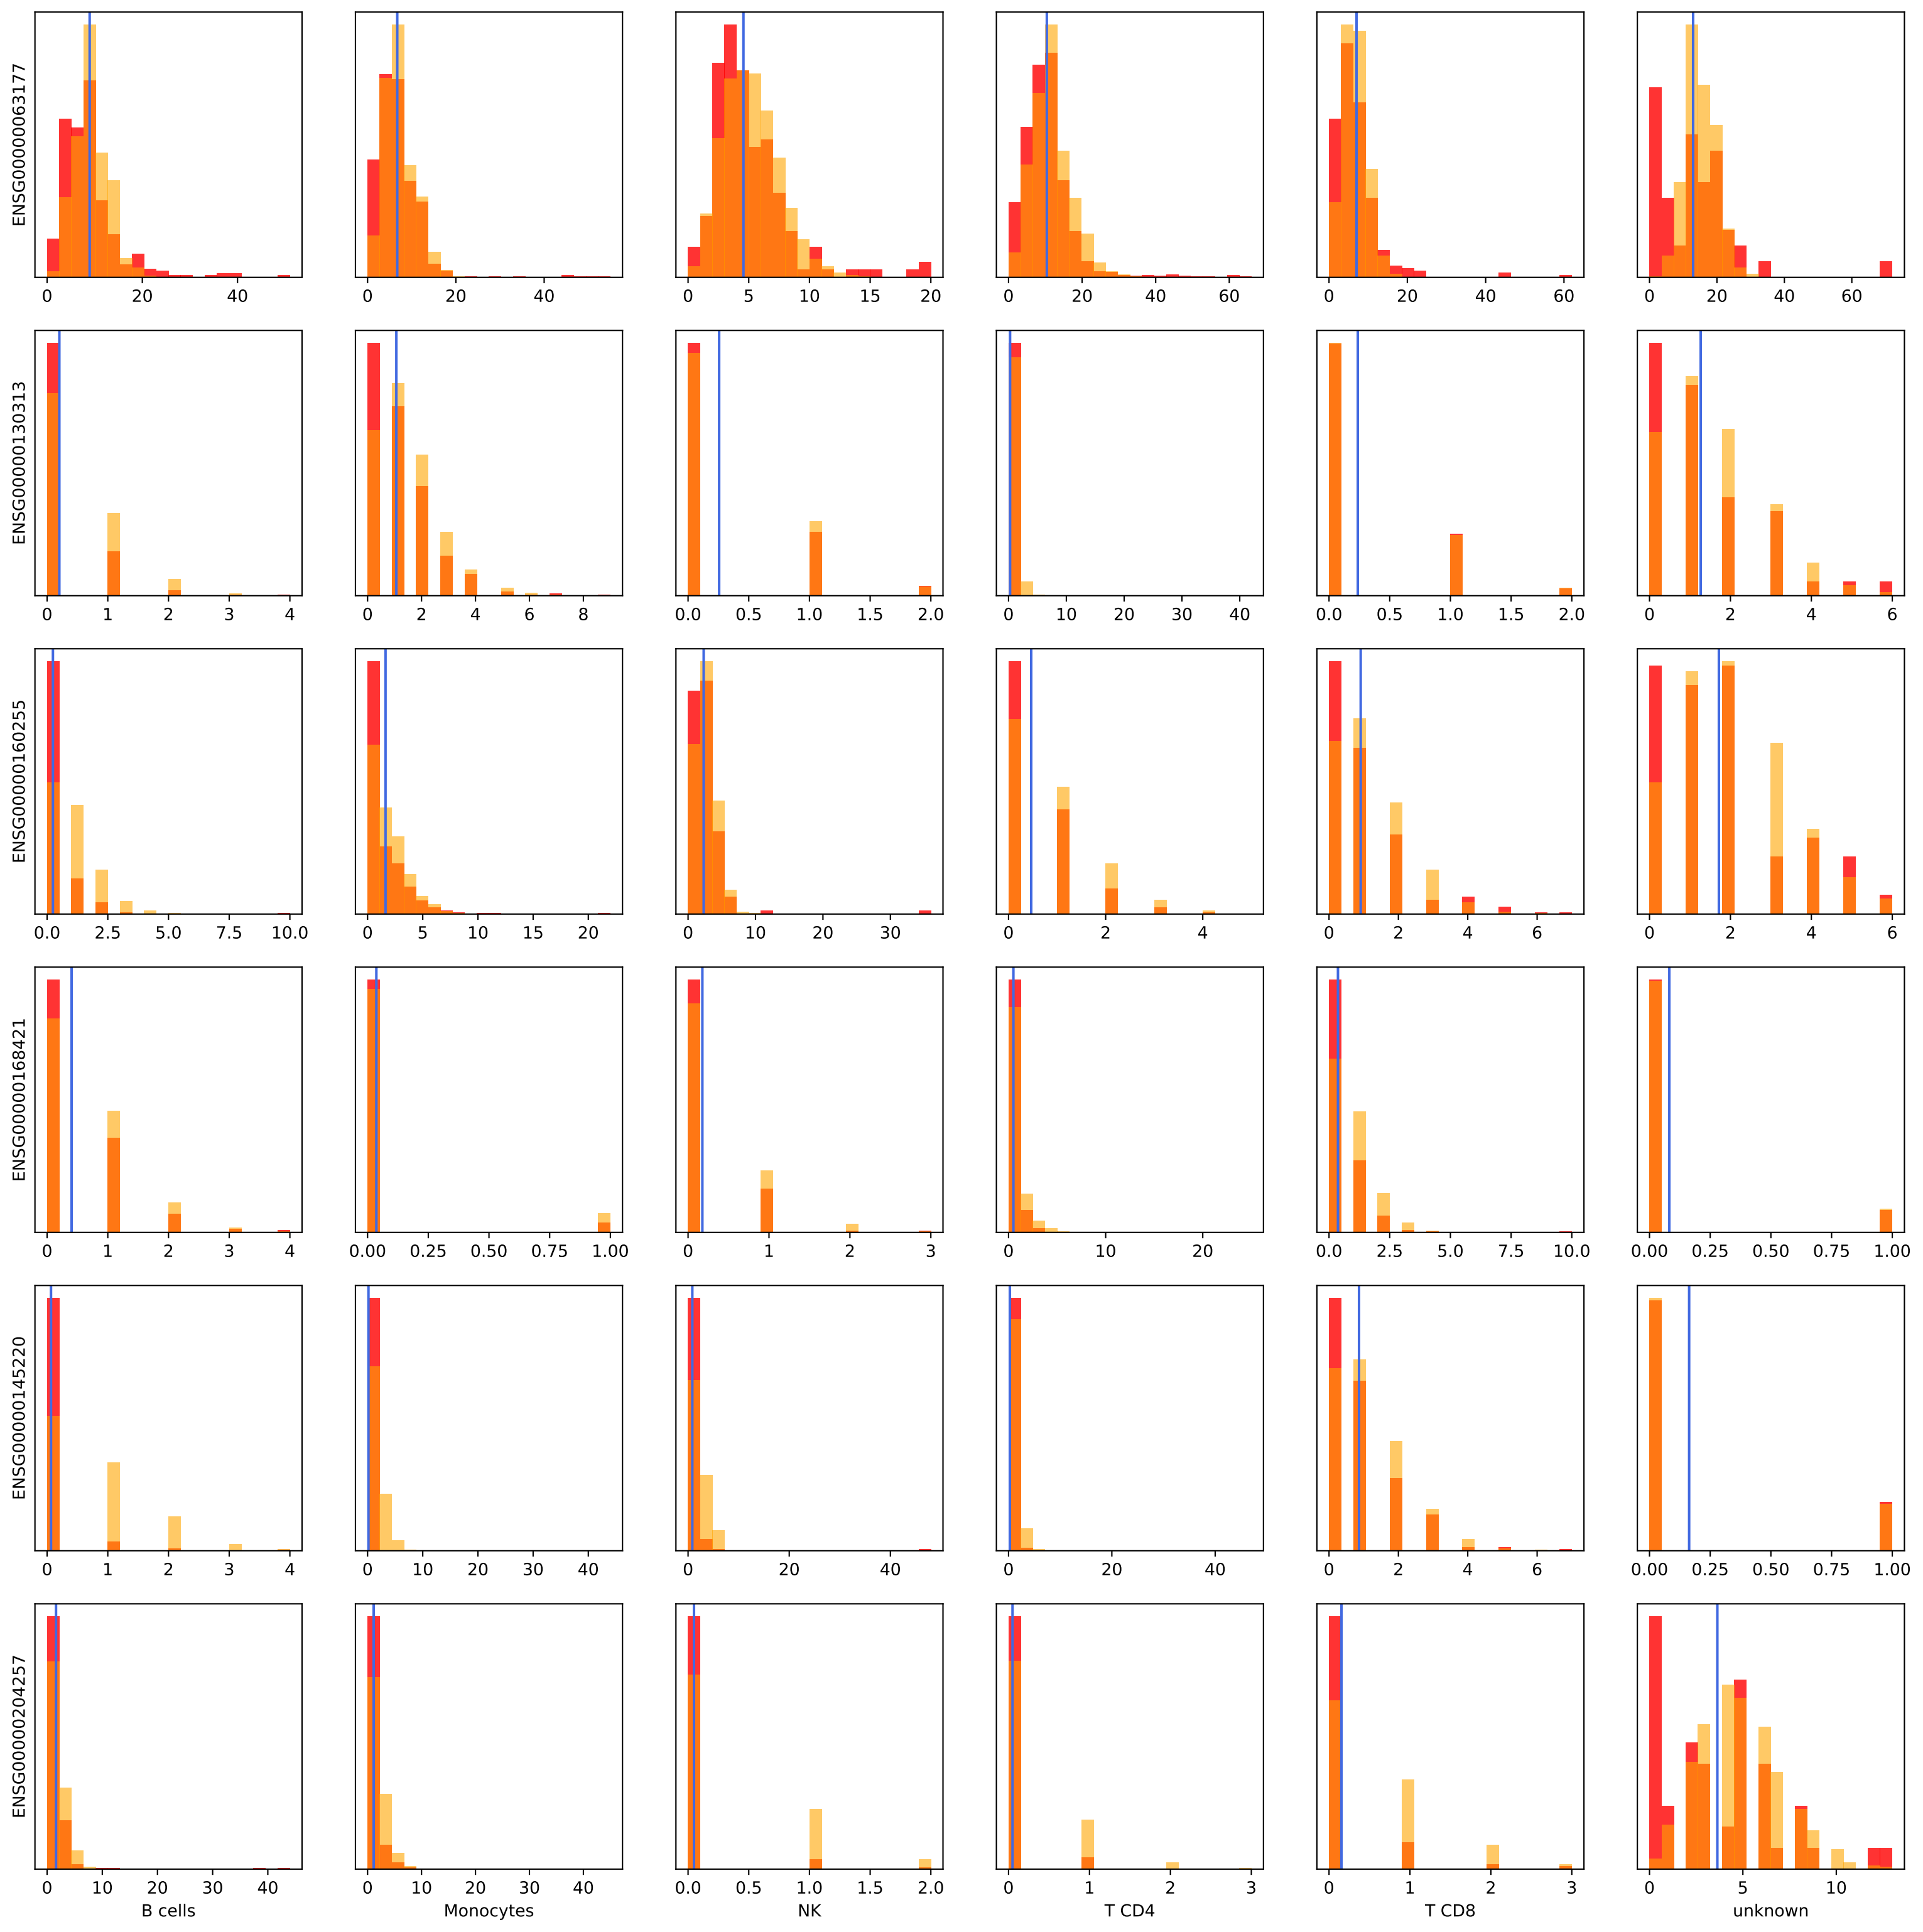 ENSG00000063177
0 20 40
0 20 40
0 5 10 15 20
0 20 40 60
0 20 40 60
0 20 40 60
ENSG00000130313
0 1 2 3 4
0 2 4 6 8
0.0 0.5 1.0 1.5 2.0
0 10 20 30 40
0.0 0.5 1.0 1.5 2.0
0 2 4 6
ENSG00000160255
0.0 2.5 5.0 7.5 10.0
0 5 10 15 20
0 10 20 30
0 2 4
0 2 4 6
0 2 4 6
ENSG00000168421
0 1 2 3 4
0.00 0.25 0.50 0.75 1.00
0 1 2 3
0 10 20
0.0 2.5 5.0 7.5 10.0
0.00 0.25 0.50 0.75 1.00
ENSG00000145220
0 1 2 3 4
0 10 20 30 40
0 20 40
0 20 40
0 2 4 6
0.00 0.25 0.50 0.75 1.00
ENSG00000204257
0 10 20 30 40
0 20 40
0.0 0.5 1.0 1.5 2.0
0 1 2 3
0 1 2 3
0 5 10
B cells
Monocytes
NK
T CD4
T CD8
unknown